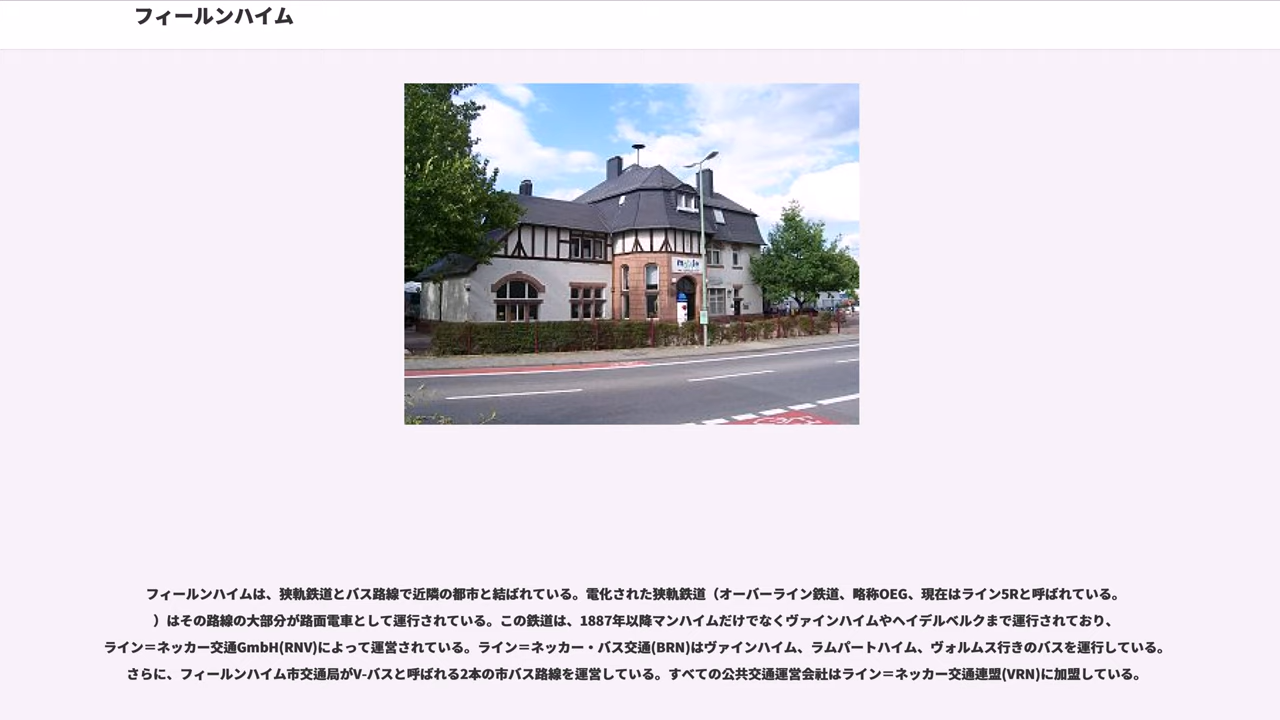 フィールンハイム
フィールンハイムは、狭軌鉄道とバス路線で近隣の都市と結ばれている。電化された狭軌鉄道（オーバーライン鉄道、略称OEG、現在はライン5Rと呼ばれている。
）はその路線の大部分が路面電車として運行されている。この鉄道は、1887年以降マンハイムだけでなくヴァインハイムやヘイデルベルクまで運行されており、
ライン＝ネッカー交通GmbH(RNV)によって運営されている。ライン＝ネッカー・バス交通(BRN)はヴァインハイム、ラムパートハイム、ヴォルムス行きのバスを運行している。
さらに、フィールンハイム市交通局がV-バスと呼ばれる2本の市バス路線を運営している。すべての公共交通運営会社はライン＝ネッカー交通連盟(VRN)に加盟している。